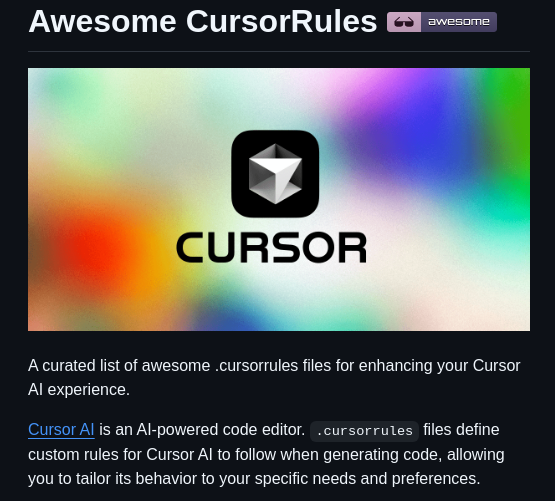 Awesome CursorRules awesome
CURSOR
A curated list of awesome .cursorrules files for enhancing your Cursor
AI experience.
Cursor AI is an AI-powered code editor. .cursorrules files define
custom rules for Cursor AI to follow when generating code, allowing
you to tailor its behavior to your specific needs and preferences.